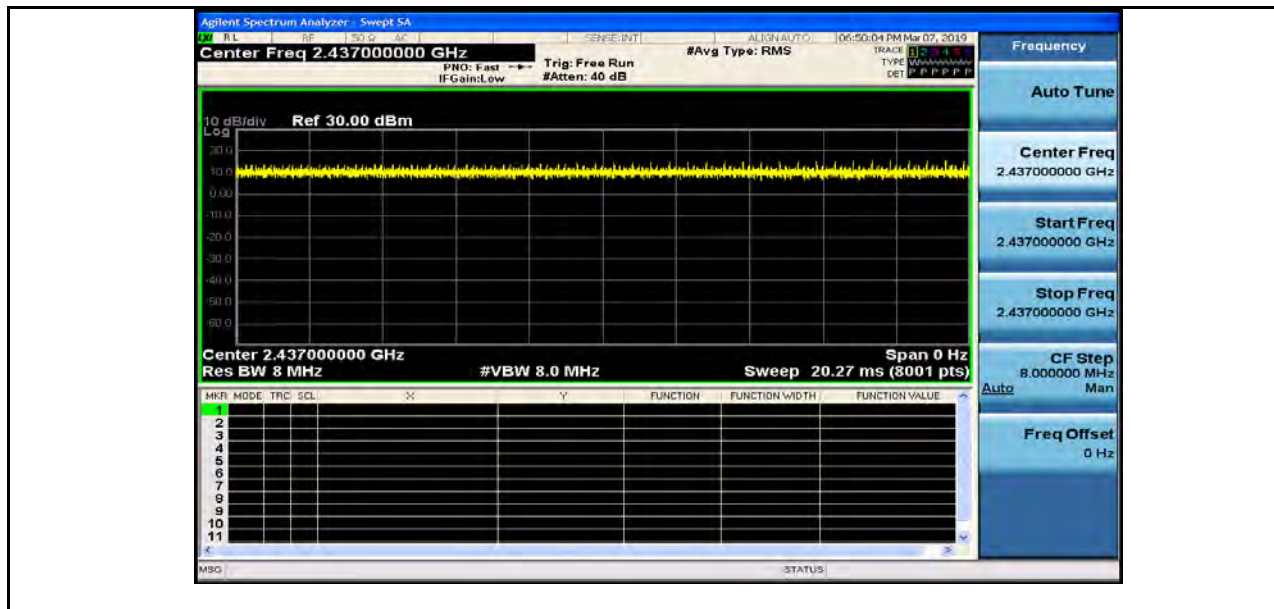 Agilent Spectrum Analyzer - Swept SA
LXI RL RF 50 Ω AC SENSE:INT ALIGN AUTO 06:50:04 PM Mar 07, 2019
Center Freq 2.437000000 GHz #Avg Type: RMS TRACE 1 2 3 4 5 6
PNO: Fast Trig: Free Run TYPE
IFGain:Low #Atten: 40 dB DET P P P P P P
10 dB/div Ref 30.00 dBm
Log
20.0
10.0
0.00
-10.0
-20.0
-30.0
-40.0
-50.0
-60.0
Center 2.437000000 GHz Span 0 Hz
Res BW 8 MHz #VBW 8.0 MHz Sweep 20.27 ms (8001 pts)
MKR MODE TRC SCL X Y FUNCTION FUNCTION WIDTH FUNCTION VALUE
1
2
3
4
5
6
7
8
9
10
11
MSG STATUS
Frequency
Auto Tune
Center Freq
2.437000000 GHz
Start Freq
2.437000000 GHz
Stop Freq
2.437000000 GHz
CF Step
8.000000 MHz
Auto Man
Freq Offset
0 Hz